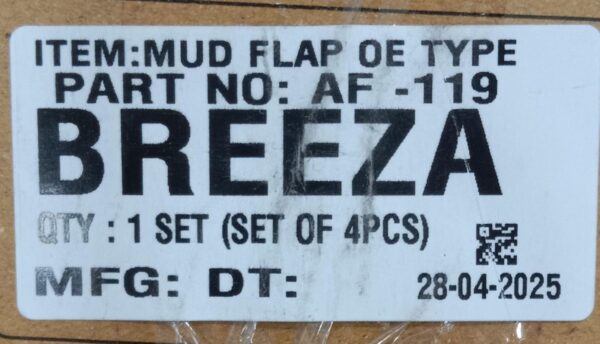 ITEM:MUD FLAP OE TYPE
PART NO: AF -119
BREEZA
QTY : 1 SET (SET OF 4PCS)
MFG: DT: 28-04-2025